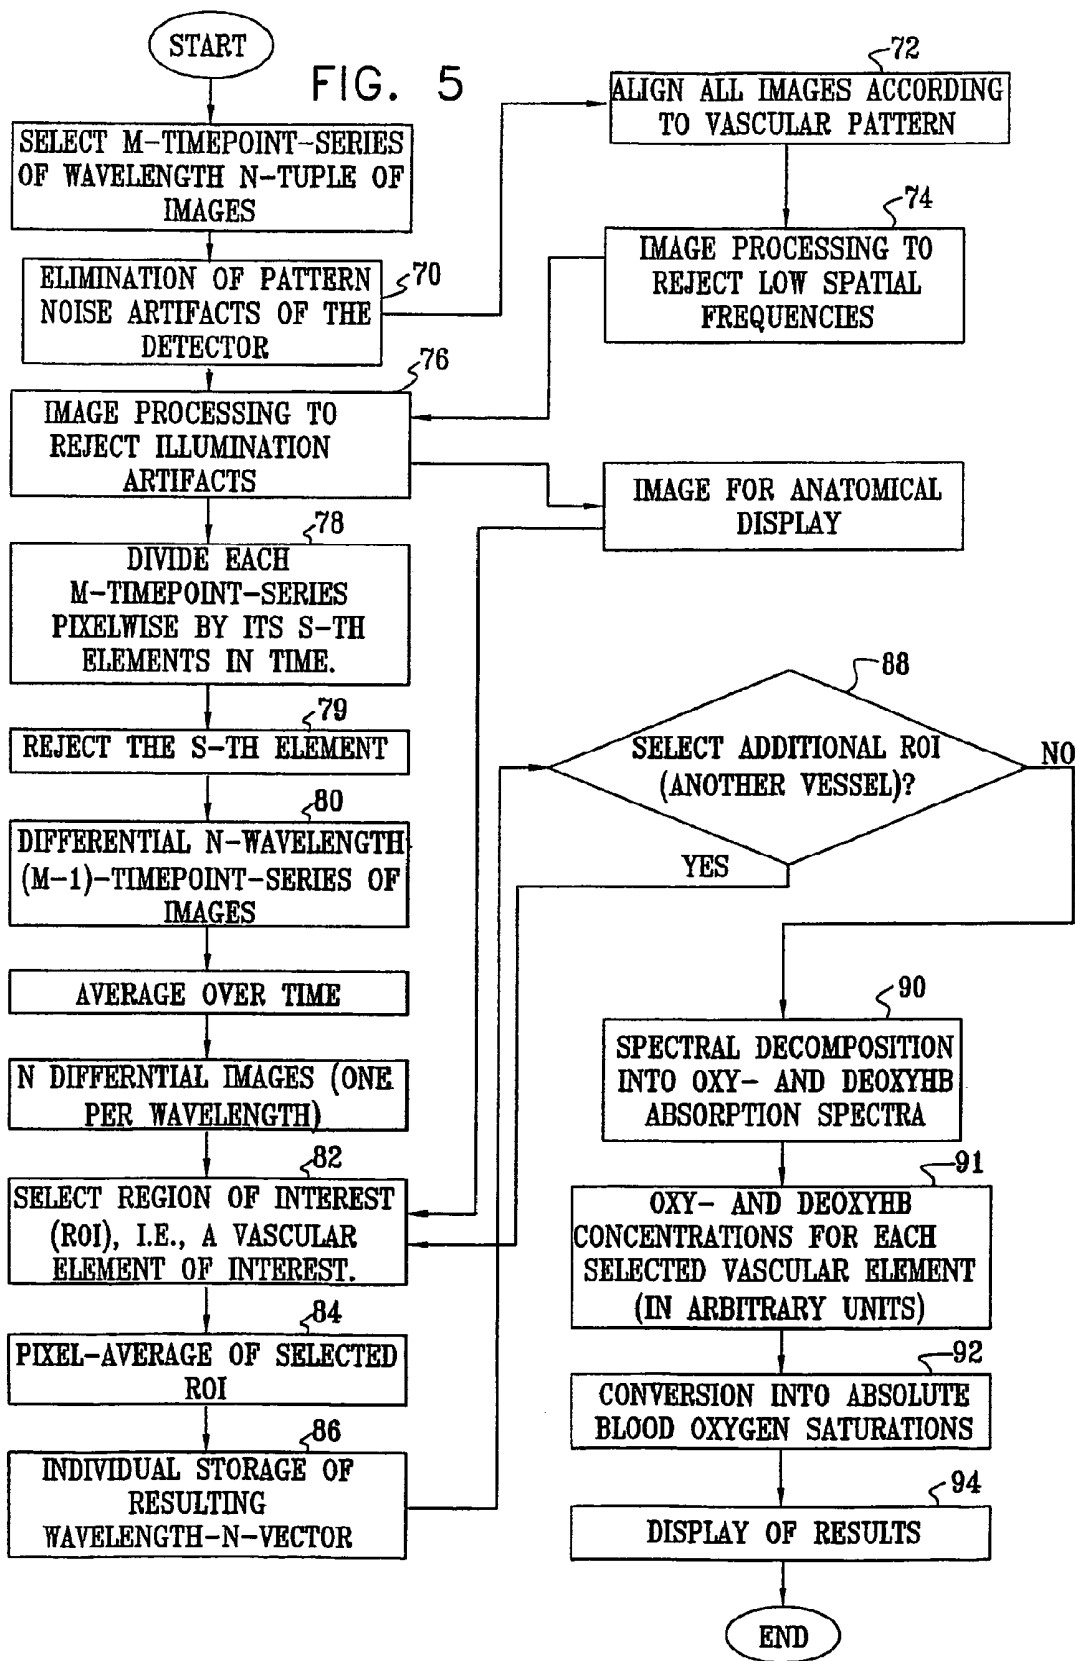 START
FIG. 5
SELECT M-TIMEPOINT-SERIES
OF WAVELENGTH N-TUPLE OF
IMAGES
70
ELIMINATION OF PATTERN
NOISE ARTIFACTS OF THE
DETECTOR
72
ALIGN ALL IMAGES ACCORDING
TO VASCULAR PATTERN
74
IMAGE PROCESSING TO
REJECT LOW SPATIAL
FREQUENCIES
76
IMAGE PROCESSING TO
REJECT ILLUMINATION
ARTIFACTS
IMAGE FOR ANATOMICAL
DISPLAY
78
DIVIDE EACH
M-TIMEPOINT-SERIES
PIXELWISE BY ITS S-TH
ELEMENTS IN TIME.
79
REJECT THE S-TH ELEMENT
80
DIFFERENTIAL N-WAVELENGTH
(M-1)-TIMEPOINT-SERIES OF
IMAGES
AVERAGE OVER TIME
N DIFFERNTIAL IMAGES (ONE
PER WAVELENGTH)
82
SELECT REGION OF INTEREST
(ROI), I.E., A VASCULAR
ELEMENT OF INTEREST.
84
PIXEL-AVERAGE OF SELECTED
ROI
86
INDIVIDUAL STORAGE OF
RESULTING
WAVELENGTH-N-VECTOR
88
SELECT ADDITIONAL ROI
(ANOTHER VESSEL)?
NO
YES
90
SPECTRAL DECOMPOSITION
INTO OXY- AND DEOXYHB
ABSORPTION SPECTRA
91
OXY- AND DEOXYHB
CONCENTRATIONS FOR EACH
SELECTED VASCULAR ELEMENT
(IN ARBITRARY UNITS)
92
CONVERSION INTO ABSOLUTE
BLOOD OXYGEN SATURATIONS
94
DISPLAY OF RESULTS
END